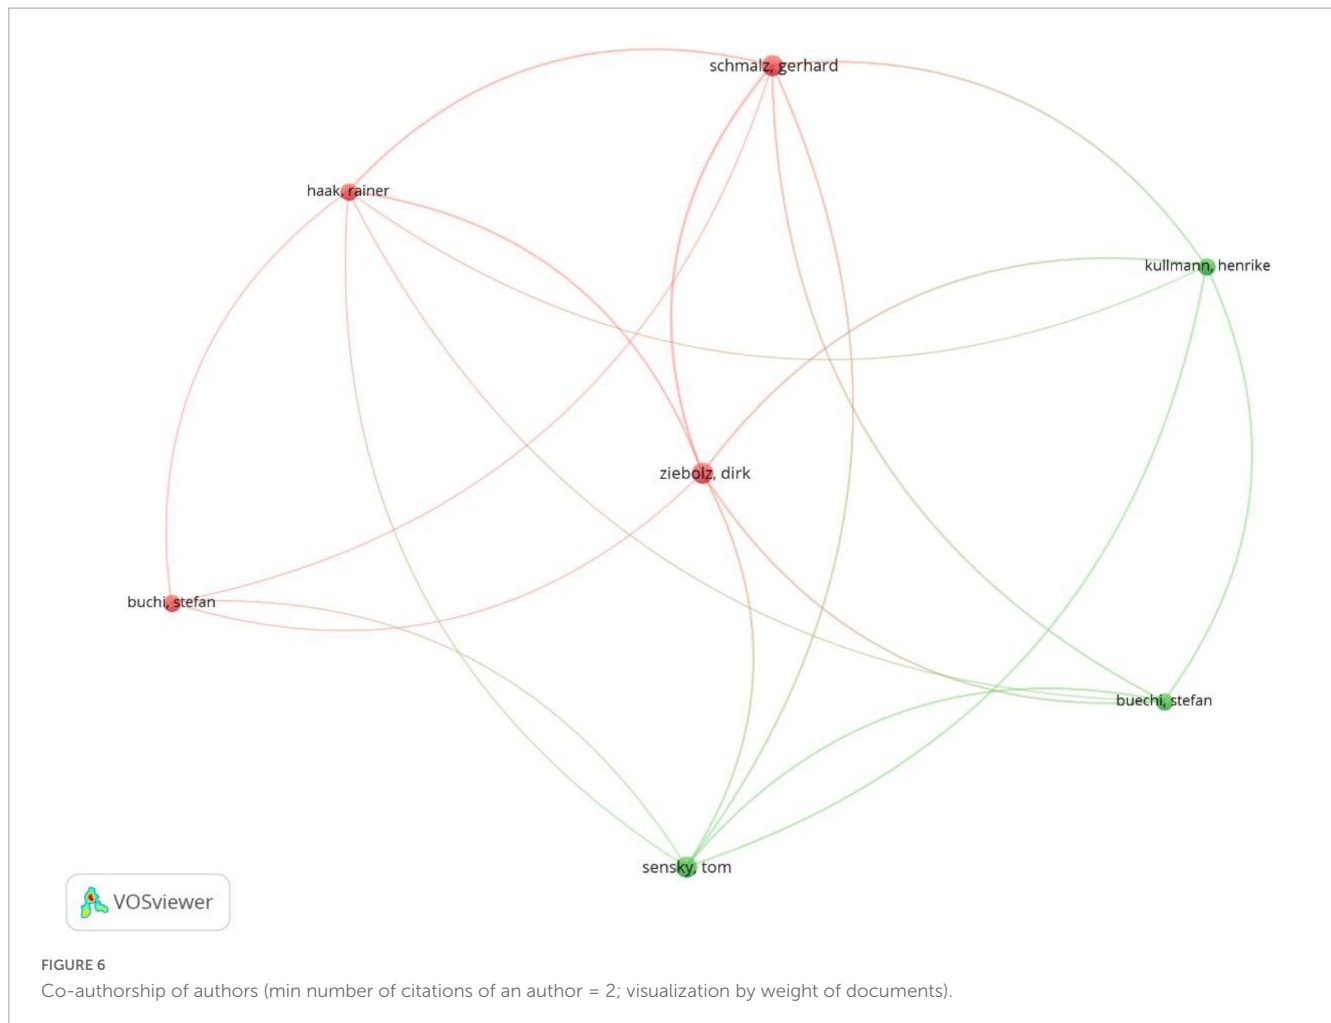 schmalz, gerhard
haak, rainer
kullmann, henrike
ziebolz, dirk
buchi, stefan
buechi, stefan
sensky, tom
VOSviewer
FIGURE 6
Co-authorship of authors (min number of citations of an author = 2; visualization by weight of documents).